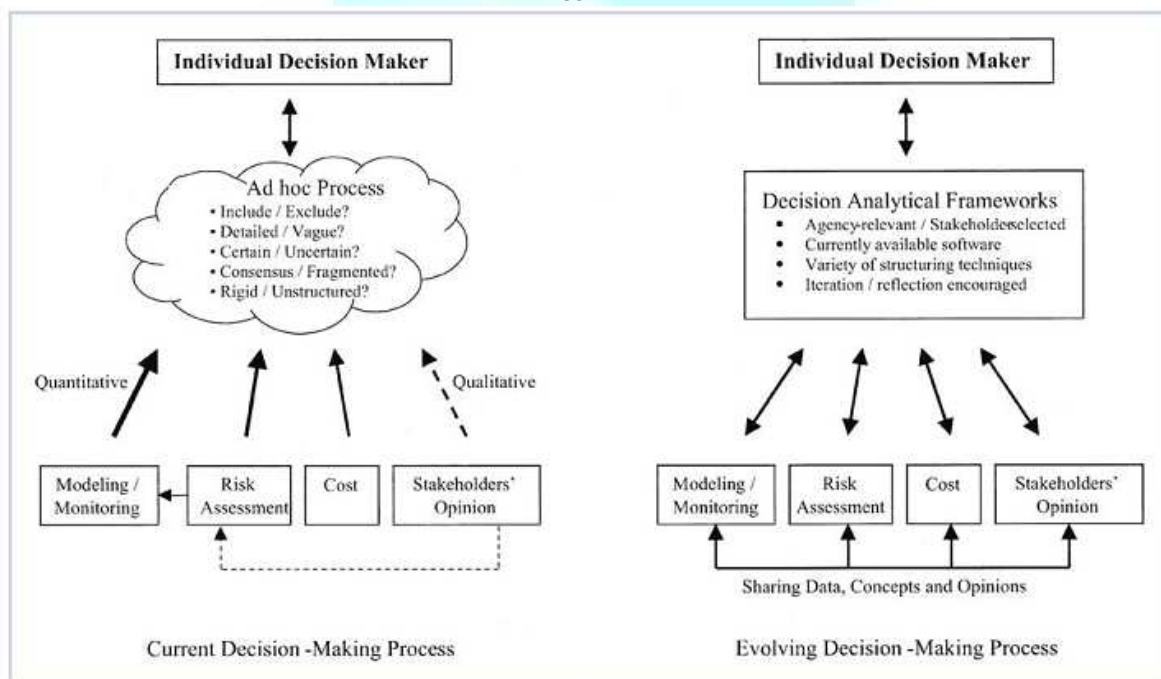 Individual Decision Maker
Ad hoc Process
• Include / Exclude?
• Detailed / Vague?
• Certain / Uncertain?
• Consensus / Fragmented?
• Rigid / Unstructured?
Quantitative
Qualitative
Modeling /
Monitoring
Risk
Assessment
Cost
Stakeholders'
Opinion
Current Decision -Making Process
Individual Decision Maker
Decision Analytical Frameworks
• Agency-relevant / Stakeholderselected
• Currently available software
• Variety of structuring techniques
• Iteration / reflection encouraged
Modeling /
Monitoring
Risk
Assessment
Cost
Stakeholders'
Opinion
Sharing Data, Concepts and Opinions
Evolving Decision -Making Process